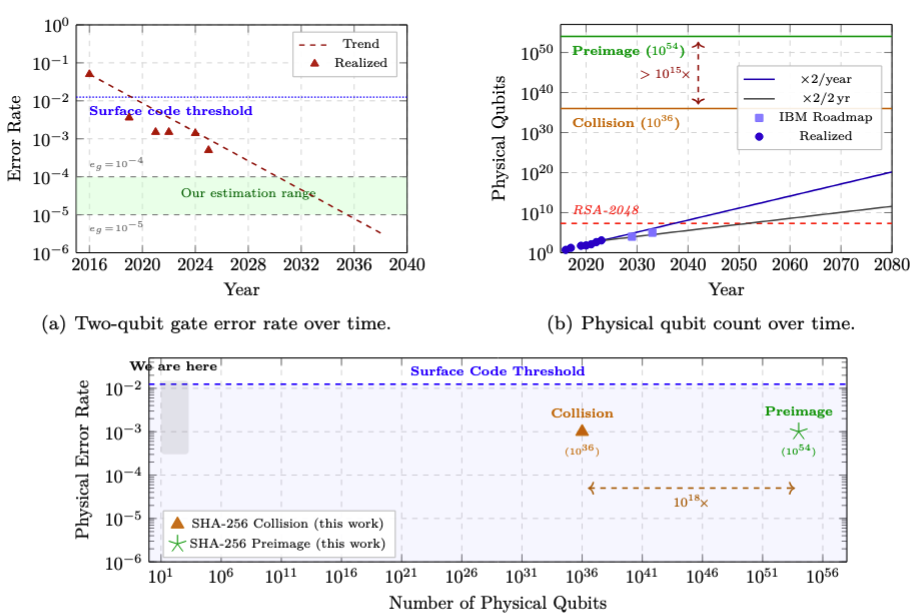 10^0
10^-1
10^-2
10^-3
10^-4
10^-5
10^-6
Error Rate
Trend
Realized
Surface code threshold
e_g = 10^-4
Our estimation range
e_g = 10^-5
2016 2020 2024 2028 2032 2036 2040
Year
(a) Two-qubit gate error rate over time.
10^50
10^40
10^30
10^20
10^10
10^0
Physical Qubits
Preimage (10^54)
> 10^15×
Collision (10^36)
×2/year
×2/2 yr
IBM Roadmap
Realized
RSA-2048
2020 2030 2040 2050 2060 2070 2080
Year
(b) Physical qubit count over time.
We are here
Surface Code Threshold
10^-2
10^-3
10^-4
10^-5
10^-6
Physical Error Rate
Collision
(10^36)
Preimage
(10^54)
10^18×
SHA-256 Collision (this work)
SHA-256 Preimage (this work)
10^1 10^6 10^11 10^16 10^21 10^26 10^31 10^36 10^41 10^46 10^51 10^56
Number of Physical Qubits